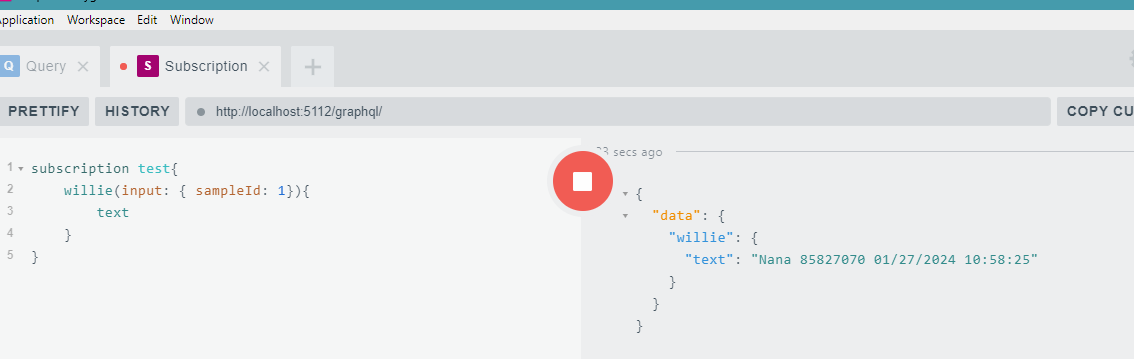 Application Workspace Edit Window
Q Query × S Subscription × +
PRETTIFY HISTORY http://localhost:5112/graphql/ COPY CU
23 secs ago
1 subscription test{
2 willie(input: { sampleId: 1}){
3 text
4 }
5 }
{
"data": {
"willie": {
"text": "Nana 85827070 01/27/2024 10:58:25"
}
}
}